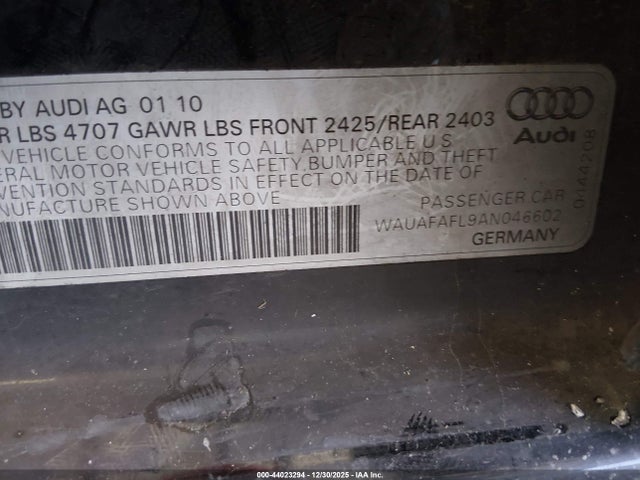 BY AUDI AG 01.10
R LBS 4707 GAWR LBS FRONT 2425/REAR 2403
VEHICLE CONFORMS TO ALL APPLICABLE U S
ERAL MOTOR VEHICLE SAFETY, BUMPER AND THEFT
VENTION STANDARDS IN EFFECT ON THE DATE OF
NUFACTURE SHOWN ABOVE
PASSENGER CAR
WAUAFAFL9AN046602
GERMANY
Audi
000-44023294 - 12/30/2025 - IAA Inc.